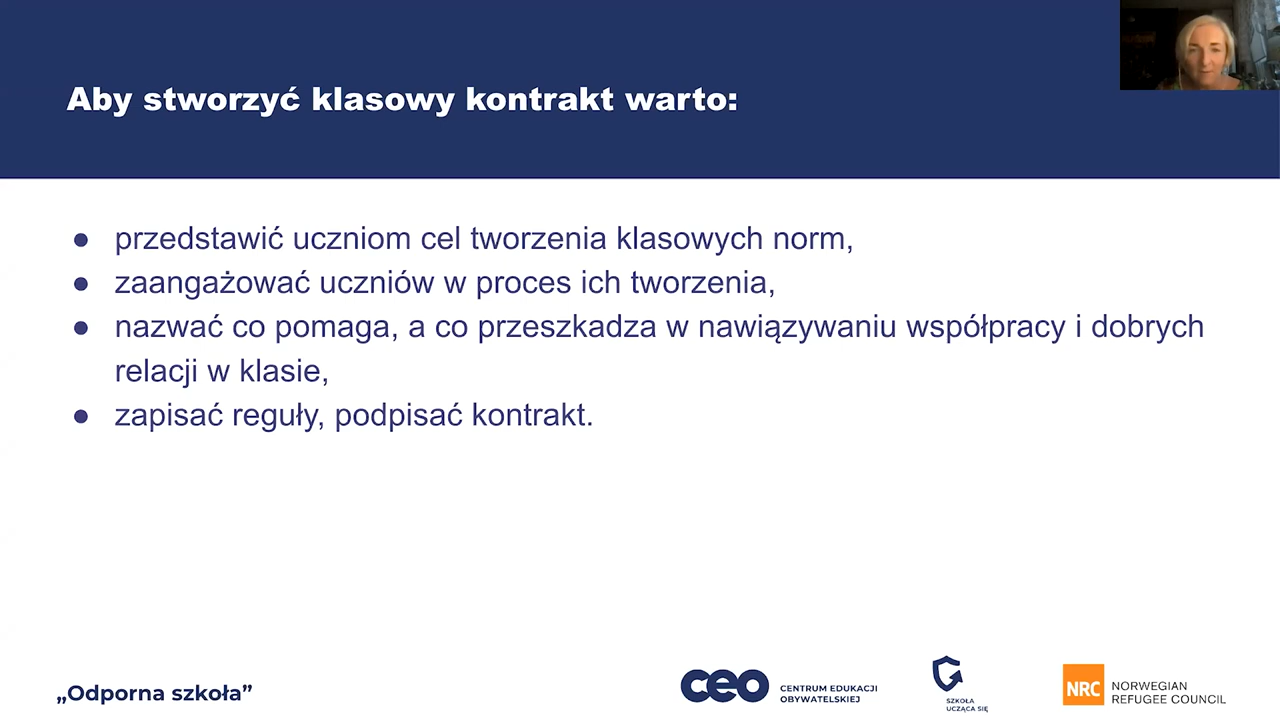 Aby stworzyć klasowy kontrakt warto:
● przedstawić uczniom cel tworzenia klasowych norm,
● zaangażować uczniów w proces ich tworzenia,
● nazwać co pomaga, a co przeszkadza w nawiązywaniu współpracy i dobrych
relacji w klasie,
● zapisać reguły, podpisać kontrakt.
„Odporna szkoła”
ceo
CENTRUM EDUKACJI
OBYWATELSKIEJ
SZKOŁA
UCZĄCA SIĘ
NRC
NORWEGIAN
REFUGEE COUNCIL